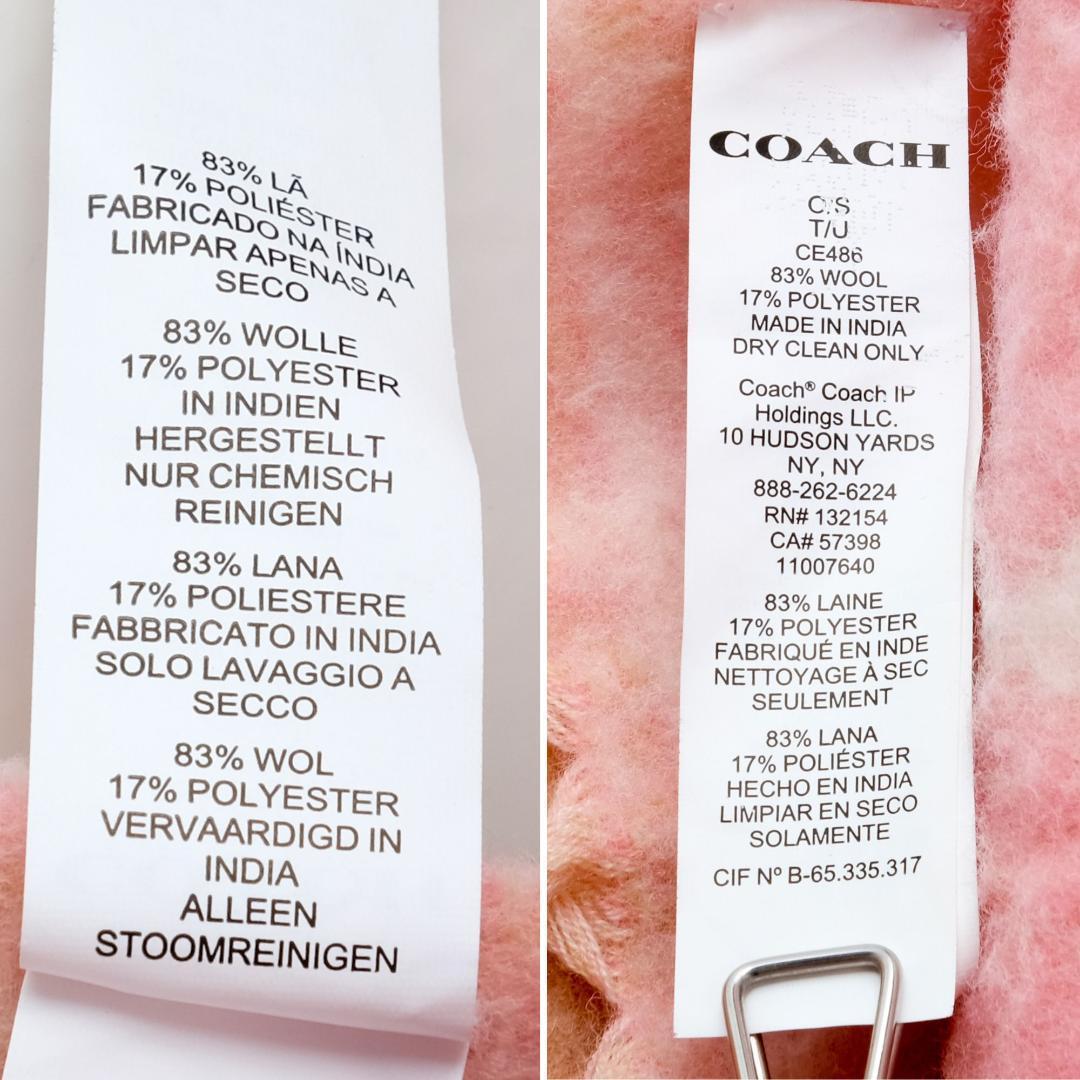 83% LÃ
17% POLIÉSTER
FABRICADO NA ÍNDIA
LIMPAR APENAS A
SECO
83% WOLLE
17% POLYESTER
IN INDIEN
HERGESTELLT
NUR CHEMISCH
REINIGEN
83% LANA
17% POLIESTERE
FABBRICATO IN INDIA
SOLO LAVAGGIO A
SECCO
83% WOL
17% POLYESTER
VERVAARDIGD IN
INDIA
ALLEEN
STOOMREINIGEN
COACH
O/S
T/U
CE486
83% WOOL
17% POLYESTER
MADE IN INDIA
DRY CLEAN ONLY
Coach® Coach IP
Holdings LLC.
10 HUDSON YARDS
NY, NY
888-262-6224
RN# 132154
CA# 57398
11007640
83% LAINE
17% POLYESTER
FABRIQUÉ EN INDE
NETTOYAGE À SEC
SEULEMENT
83% LANA
17% POLIÉSTER
HECHO EN INDIA
LIMPIAR EN SECO
SOLAMENTE
CIF Nº B-65.335.317